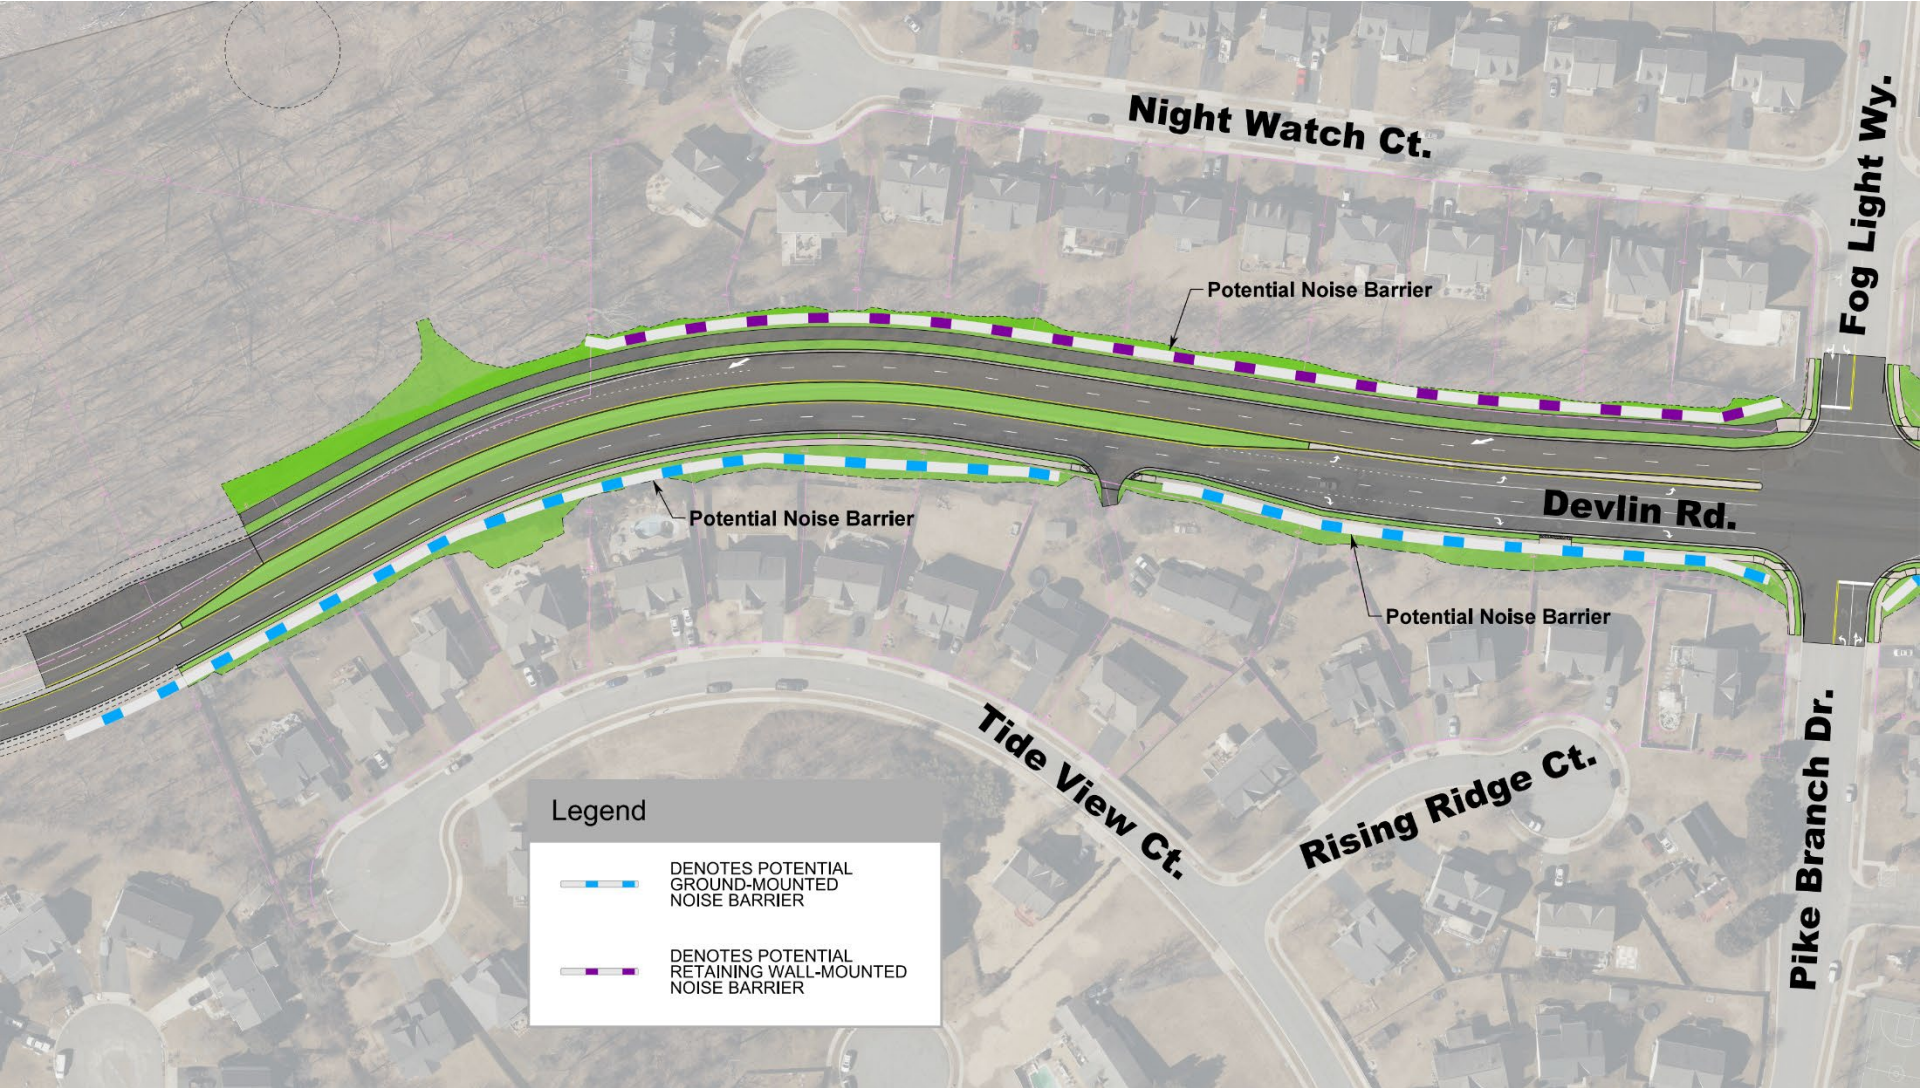 Night Watch Ct.
Fog Light Wy.
Potential Noise Barrier
Devlin Rd.
Potential Noise Barrier
Potential Noise Barrier
Tide View Ct.
Rising Ridge Ct.
Pike Branch Dr.
Legend
DENOTES POTENTIAL
GROUND-MOUNTED
NOISE BARRIER
DENOTES POTENTIAL
RETAINING WALL-MOUNTED
NOISE BARRIER